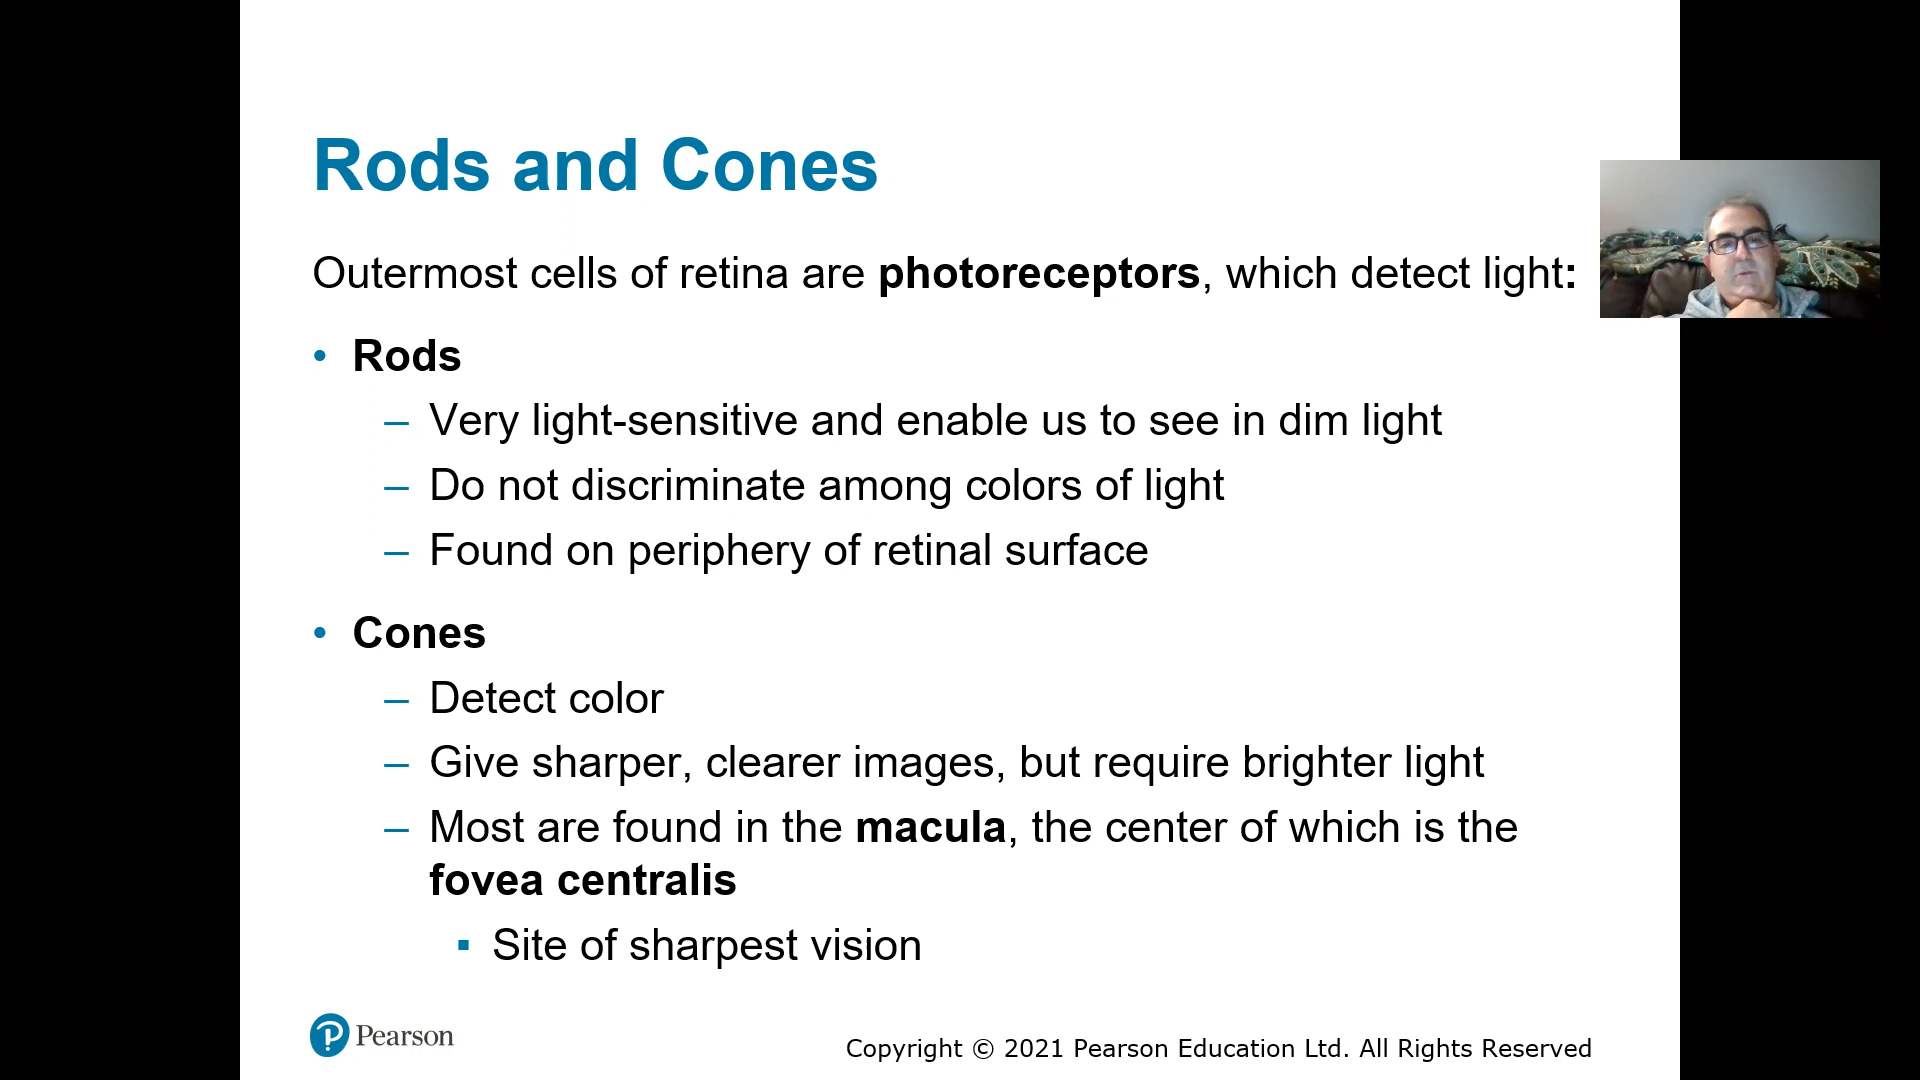 Rods and Cones
Outermost cells of retina are photoreceptors, which detect light:
• Rods
– Very light-sensitive and enable us to see in dim light
– Do not discriminate among colors of light
– Found on periphery of retinal surface
• Cones
– Detect color
– Give sharper, clearer images, but require brighter light
– Most are found in the macula, the center of which is the
fovea centralis
▪ Site of sharpest vision
Pearson
Copyright © 2021 Pearson Education Ltd. All Rights Reserved